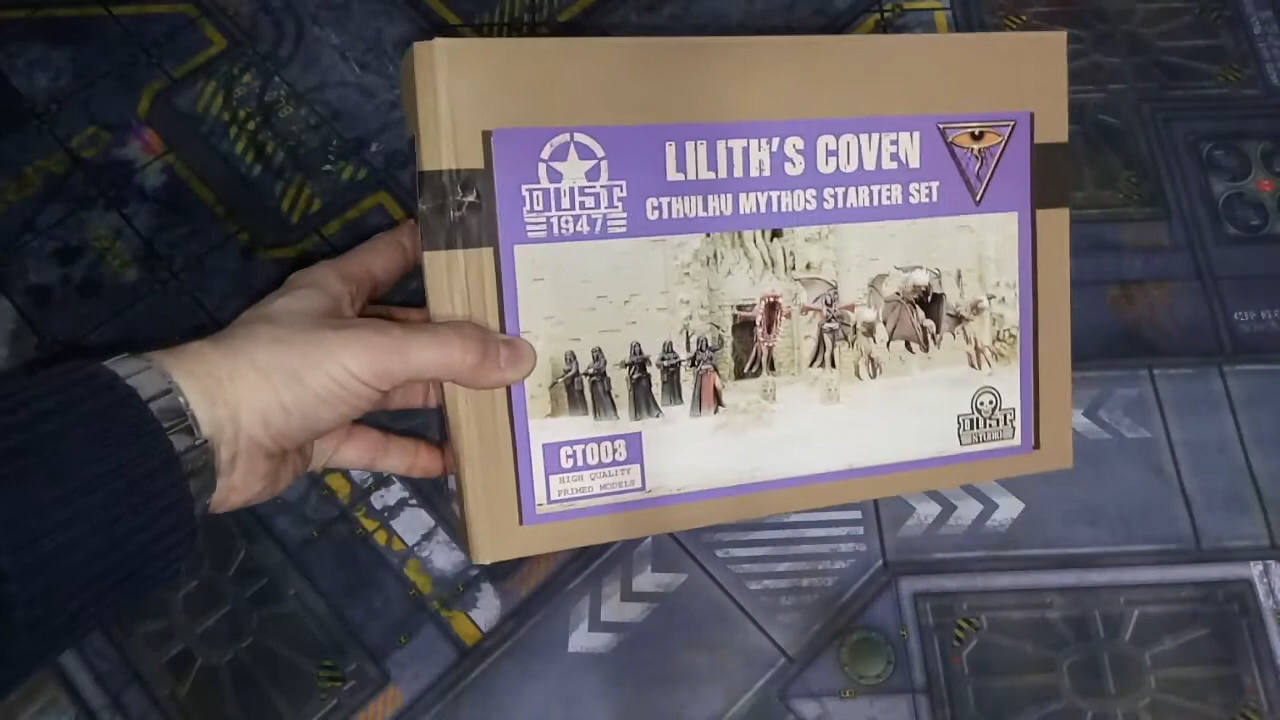 LILITH'S COVEN
CTHULHU MYTHOS STARTER SET
DUST
1947
CT003
HIGH QUALITY
PRIMED MODELS
DUST
STUDIO